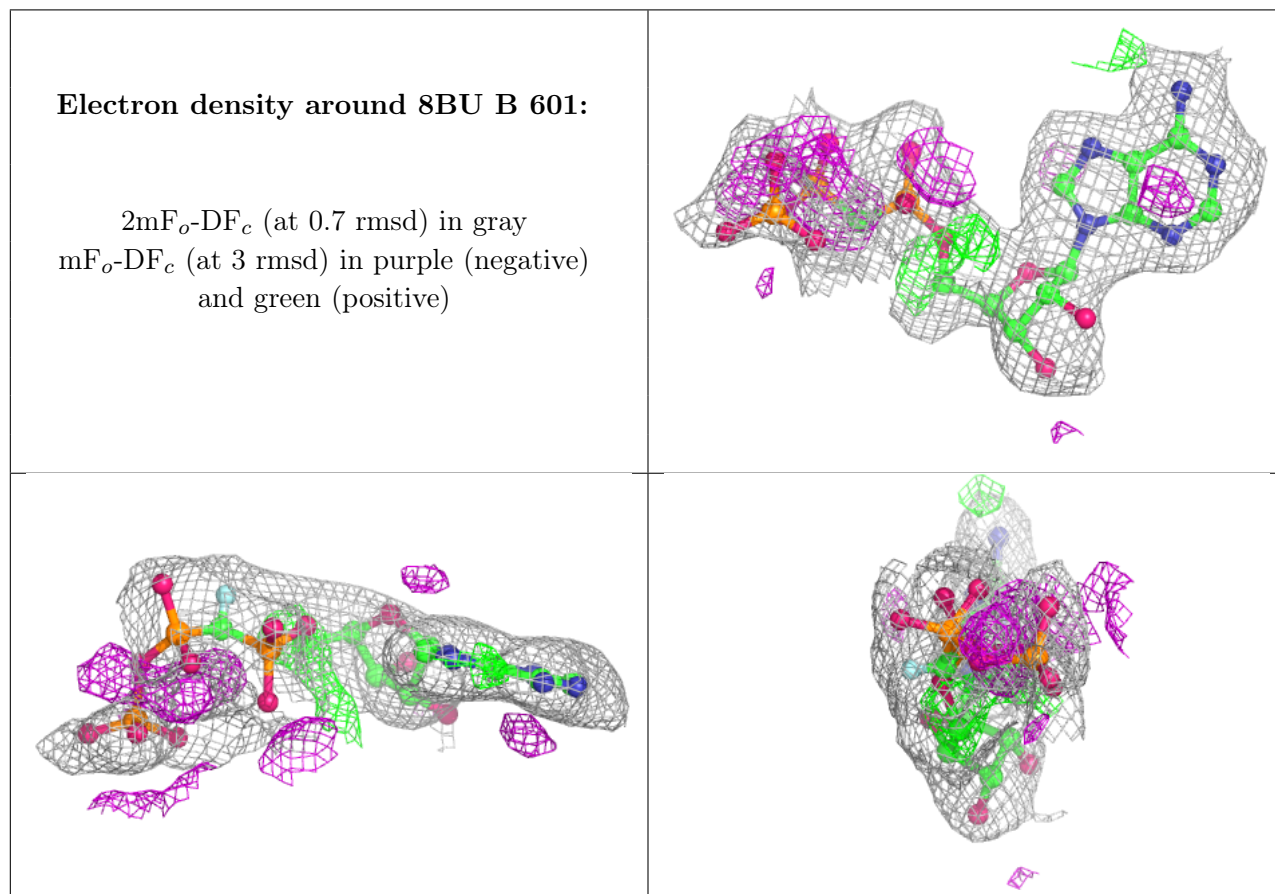 Electron density around 8BU B 601:
2mFo-DFc (at 0.7 rmsd) in gray
mFo-DFc (at 3 rmsd) in purple (negative)
and green (positive)